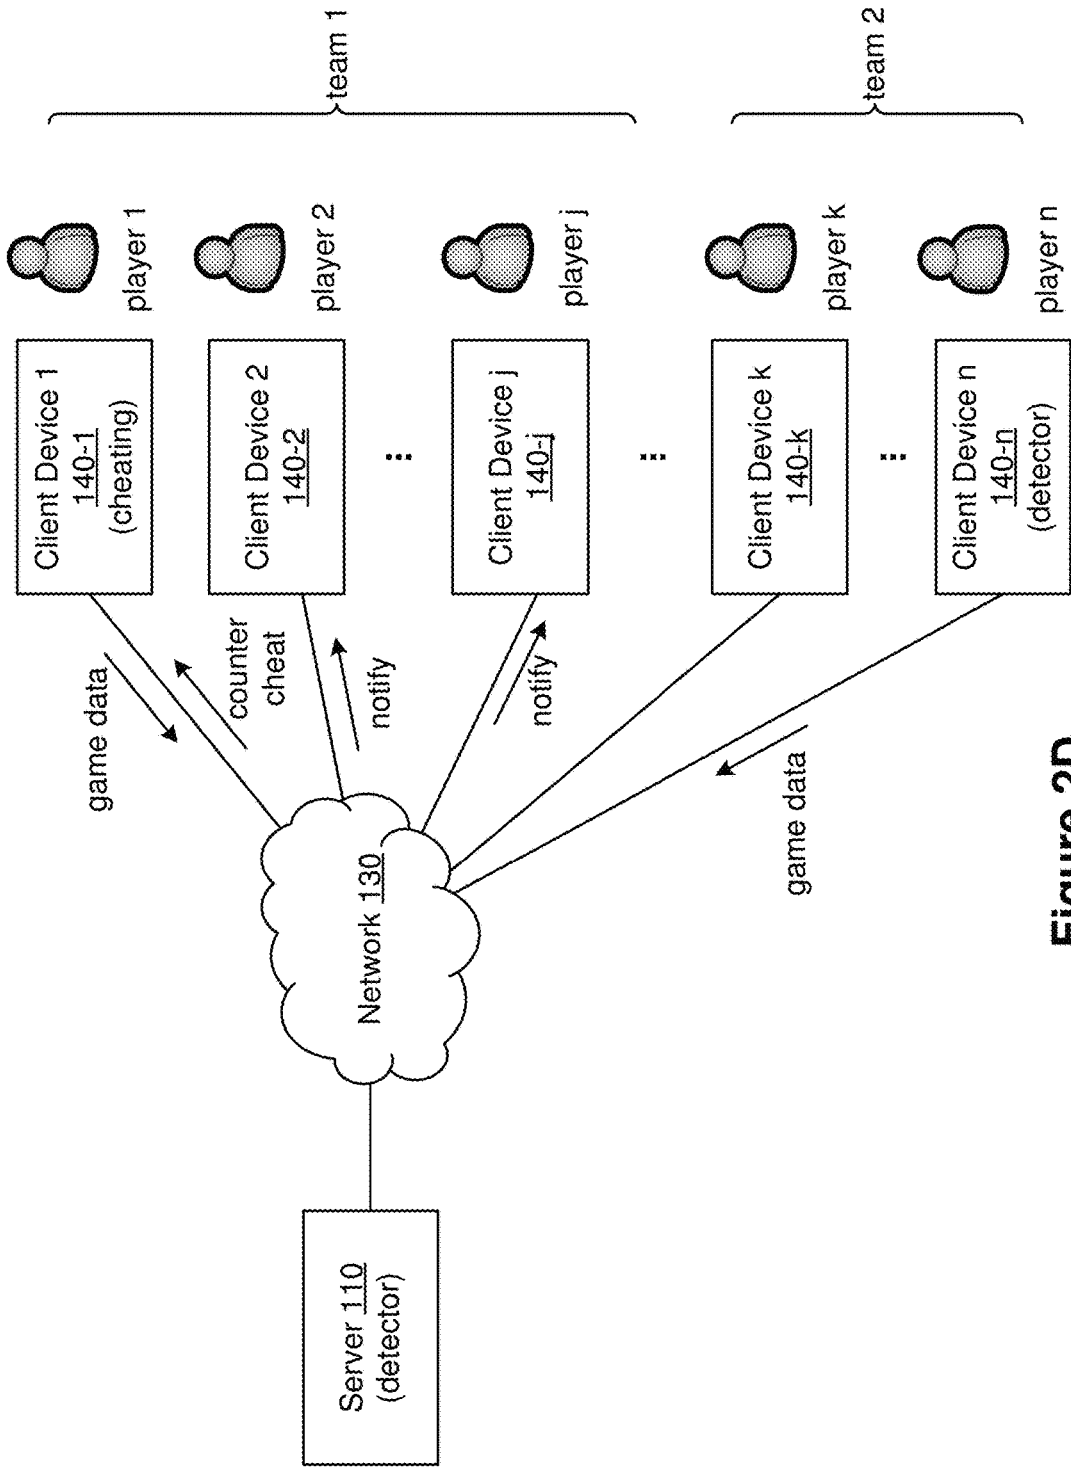 team 1
team 2
player 1
player 2
player j
player k
player n
Client Device 1
140-1
(cheating)
Client Device 2
140-2
...
Client Device j
140-j
...
Client Device k
140-k
...
Client Device n
140-n
(detector)
game data
counter
cheat
notify
notify
game data
Network 130
Server 110
(detector)
Figure 2D